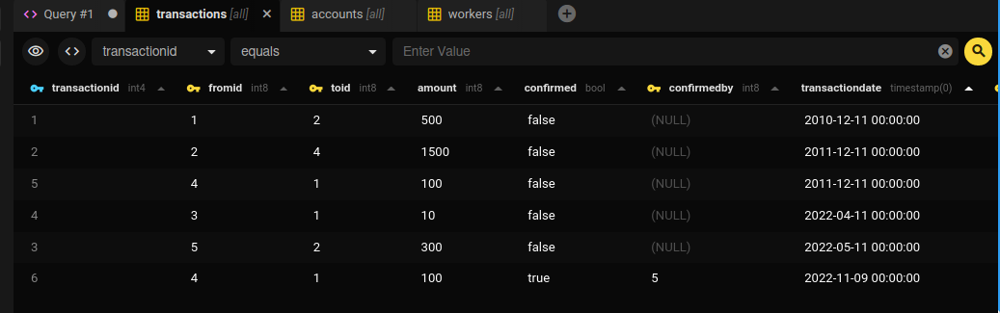 Query #1 transactions [all] accounts [all] workers [all]
transactionid equals Enter Value
transactionid int4 fromid int8 toid int8 amount int8 confirmed bool confirmedby int8 transactiondate timestamp(0)
1 1 2 500 false (NULL) 2010-12-11 00:00:00
2 2 4 1500 false (NULL) 2011-12-11 00:00:00
5 4 1 100 false (NULL) 2011-12-11 00:00:00
4 3 1 10 false (NULL) 2022-04-11 00:00:00
3 5 2 300 false (NULL) 2022-05-11 00:00:00
6 4 1 100 true 5 2022-11-09 00:00:00